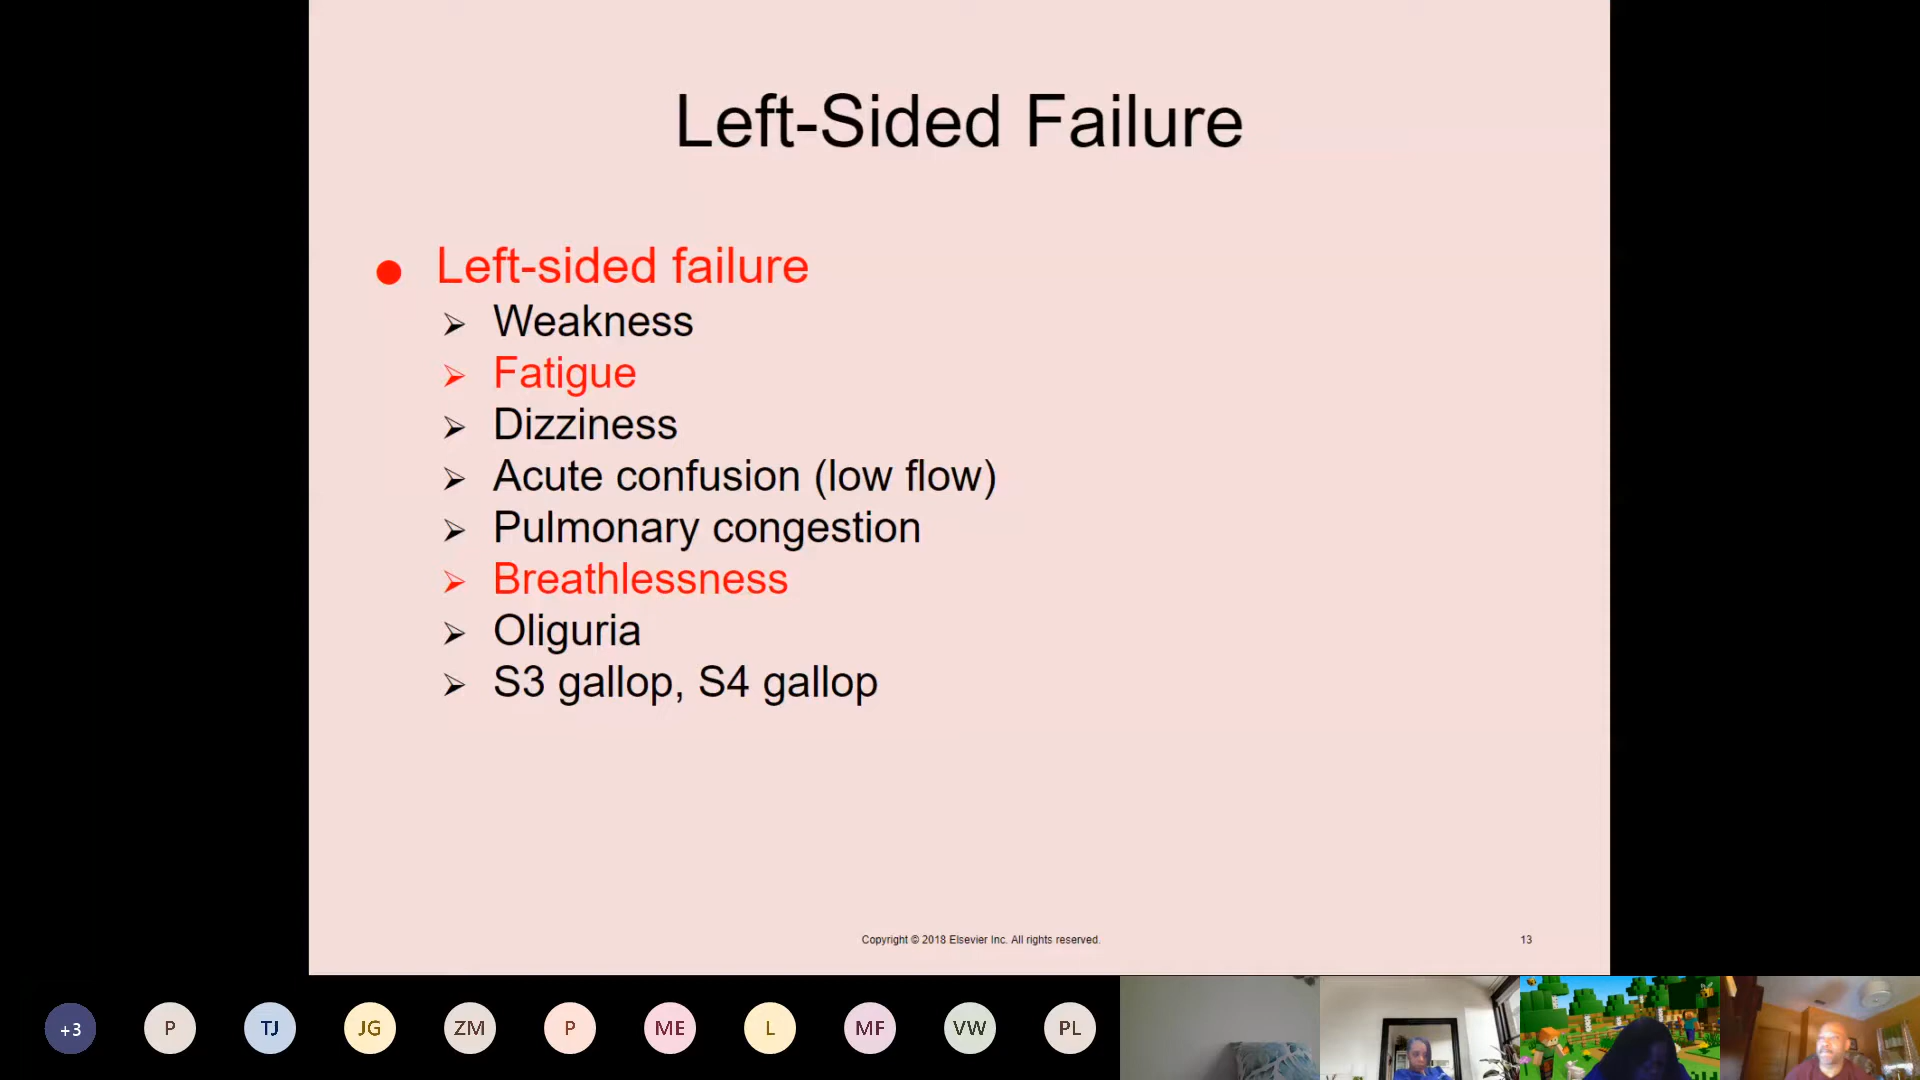 Left-Sided Failure
● Left-sided failure
➢ Weakness
➢ Fatigue
➢ Dizziness
➢ Acute confusion (low flow)
➢ Pulmonary congestion
➢ Breathlessness
➢ Oliguria
➢ S3 gallop, S4 gallop
Copyright © 2018 Elsevier Inc. All rights reserved.
13
+3
P
TJ
JG
ZM
P
ME
L
MF
VW
PL